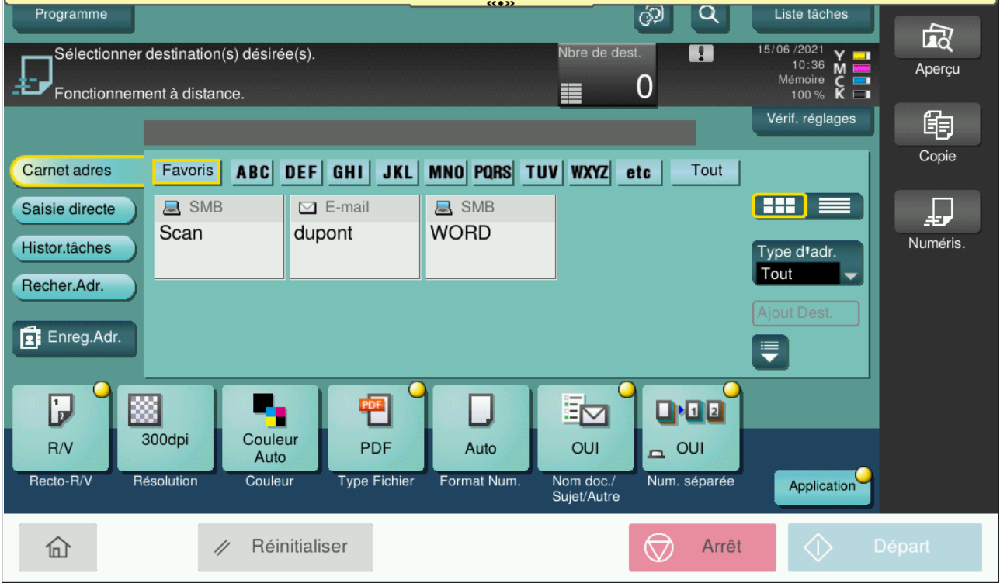 Programme
Liste tâches
Sélectionner destination(s) désirée(s).
Fonctionnement à distance.
Nbre de dest.
0
15/06 /2021
10:36
Mémoire
100 %
Y
M
C
K
Aperçu
Vérif. réglages
Copie
Numéris.
Carnet adres
Saisie directe
Histor.tâches
Recher.Adr.
Enreg.Adr.
Favoris ABC DEF GHI JKL MNO PQRS TUV WXYZ etc Tout
SMB
Scan
E-mail
dupont
SMB
WORD
Type d'adr.
Tout
Ajout Dest.
1
2
R/V
Recto-R/V
300dpi
Résolution
Couleur
Auto
Couleur
PDF
PDF
Type Fichier
Auto
Format Num.
OUI
Nom doc./
Sujet/Autre
1 2
OUI
Num. séparée
Application
Réinitialiser
Arrêt
Départ